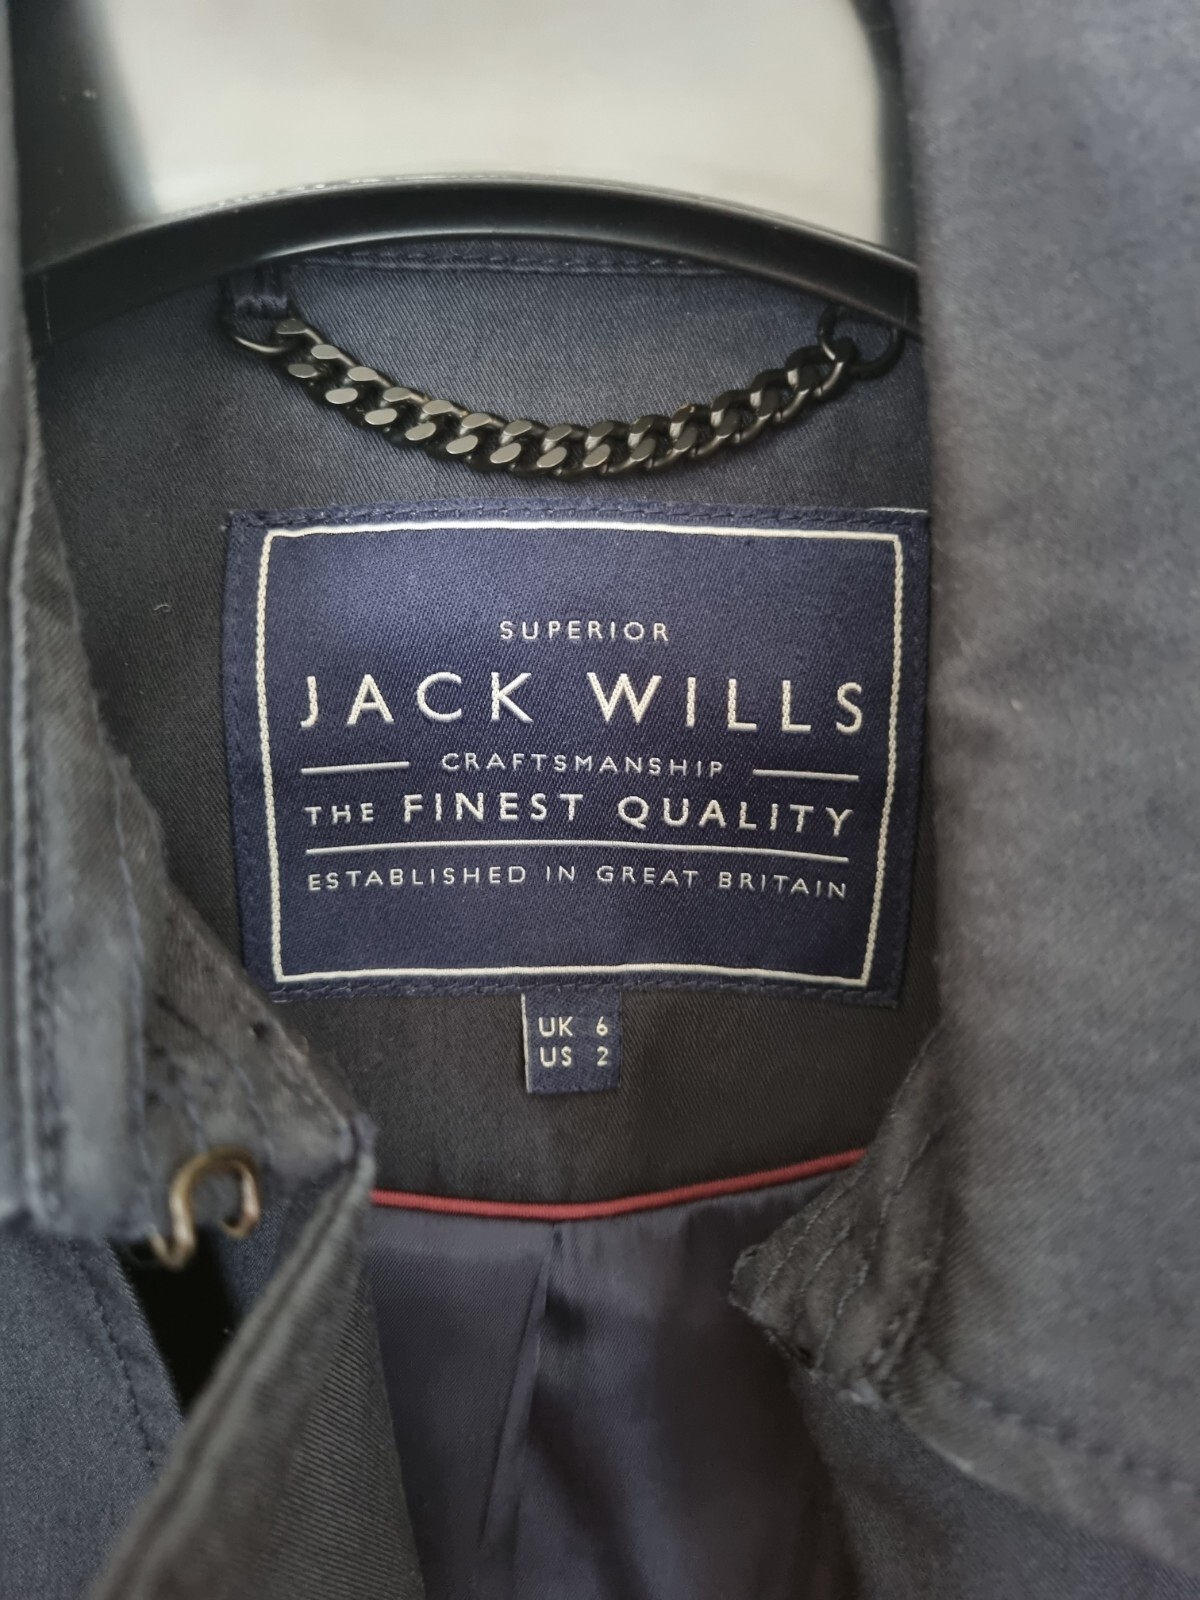 SUPERIOR
JACK WILLS
CRAFTSMANSHIP
THE FINEST QUALITY
ESTABLISHED IN GREAT BRITAIN
UK 6
US 2